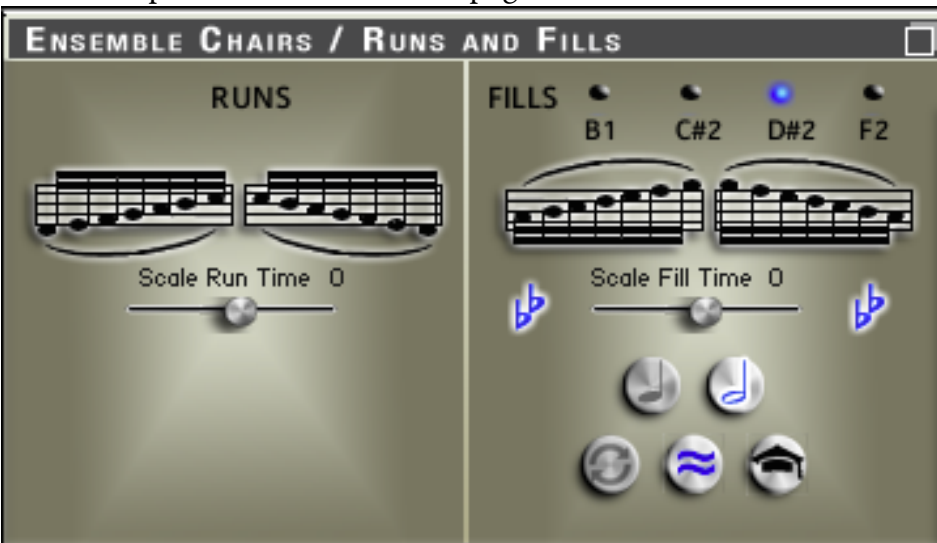 ENSEMBLE CHAIRS / RUNS AND FILLS
RUNS
Scale Run Time 0
FILLS
B1 C#2 D#2 F2
Scale Fill Time 0